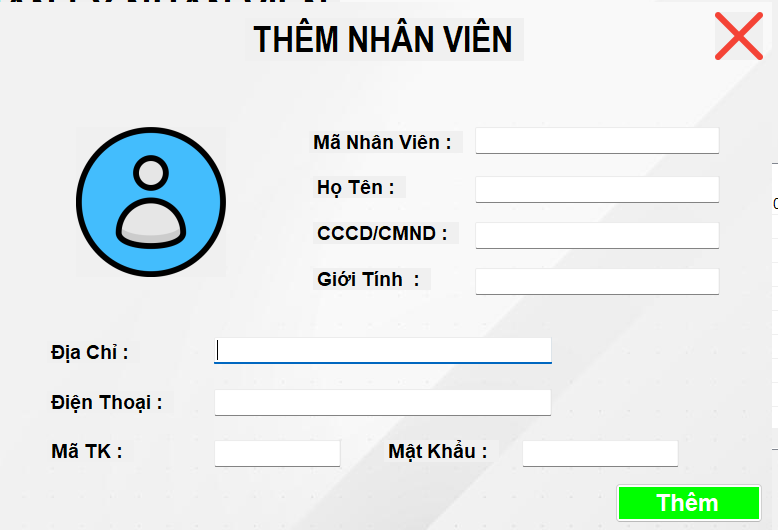 THÊM NHÂN VIÊN
Mã Nhân Viên :
Họ Tên :
CCCD/CMND :
Giới Tính :
Địa Chỉ :
Điện Thoại :
Mã TK :
Mật Khẩu :
Thêm